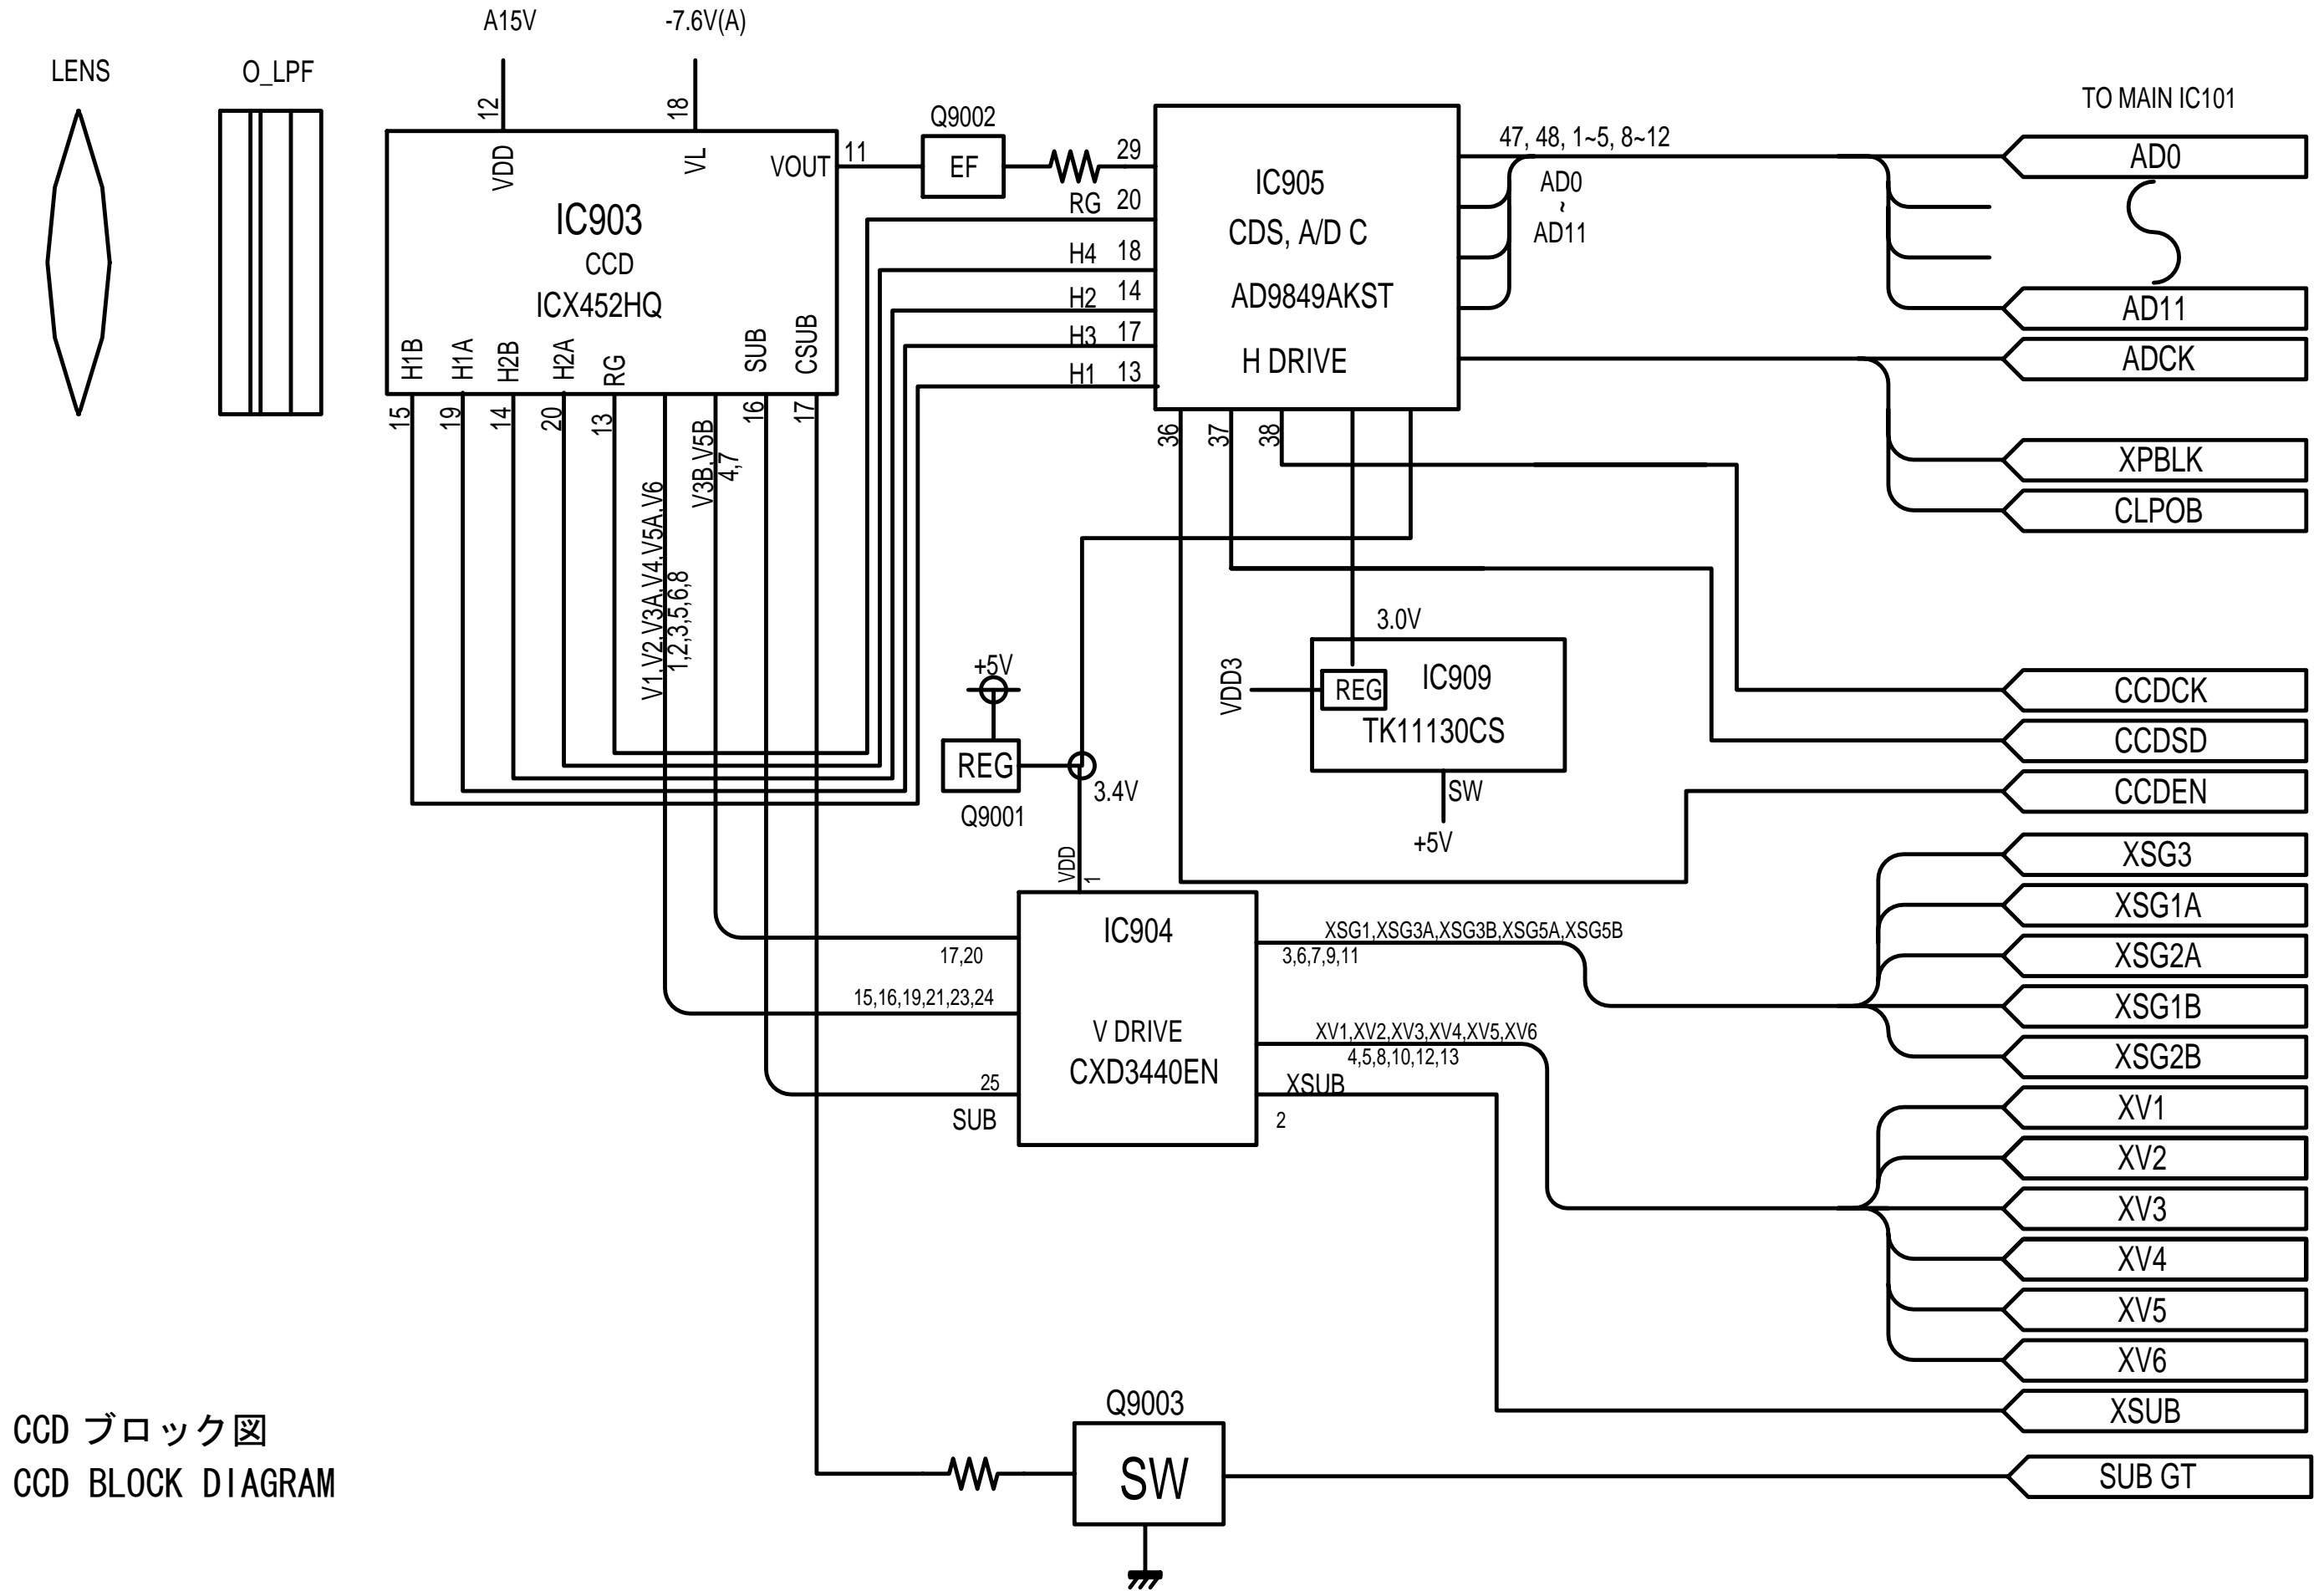 A15V
-7.6V(A)
LENS
O_LPF
12
18
VDD
VL
VOUT
11
IC903
CCD
ICX452HQ
H1B
H1A
H2B
H2A
RG
SUB
CSUB
15
19
14
20
13
16
17
V3B,V5B
4,7
V1,V2,V3A,V4,V5A,V6
1,2,3,5,6,8
Q9002
EF
29
RG 20
H4 18
H2 14
H3 17
H1 13
IC905
CDS, A/D C
AD9849AKST
H DRIVE
36
37
38
47, 48, 1~5, 8~12
AD0
~
AD11
TO MAIN IC101
AD0
AD11
ADCK
XPBLK
CLPOB
CCDCK
CCDSD
CCDEN
XSG3
XSG1A
XSG2A
XSG1B
XSG2B
XV1
XV2
XV3
XV4
XV5
XV6
XSUB
SUB GT
3.0V
VDD3
REG
IC909
TK11130CS
SW
+5V
+5V
REG
Q9001
3.4V
VDD
1
IC904
V DRIVE
CXD3440EN
17,20
15,16,19,21,23,24
25
SUB
XSG1,XSG3A,XSG3B,XSG5A,XSG5B
3,6,7,9,11
XV1,XV2,XV3,XV4,XV5,XV6
4,5,8,10,12,13
XSUB
2
Q9003
SW
CCD ブロック図
CCD BLOCK DIAGRAM